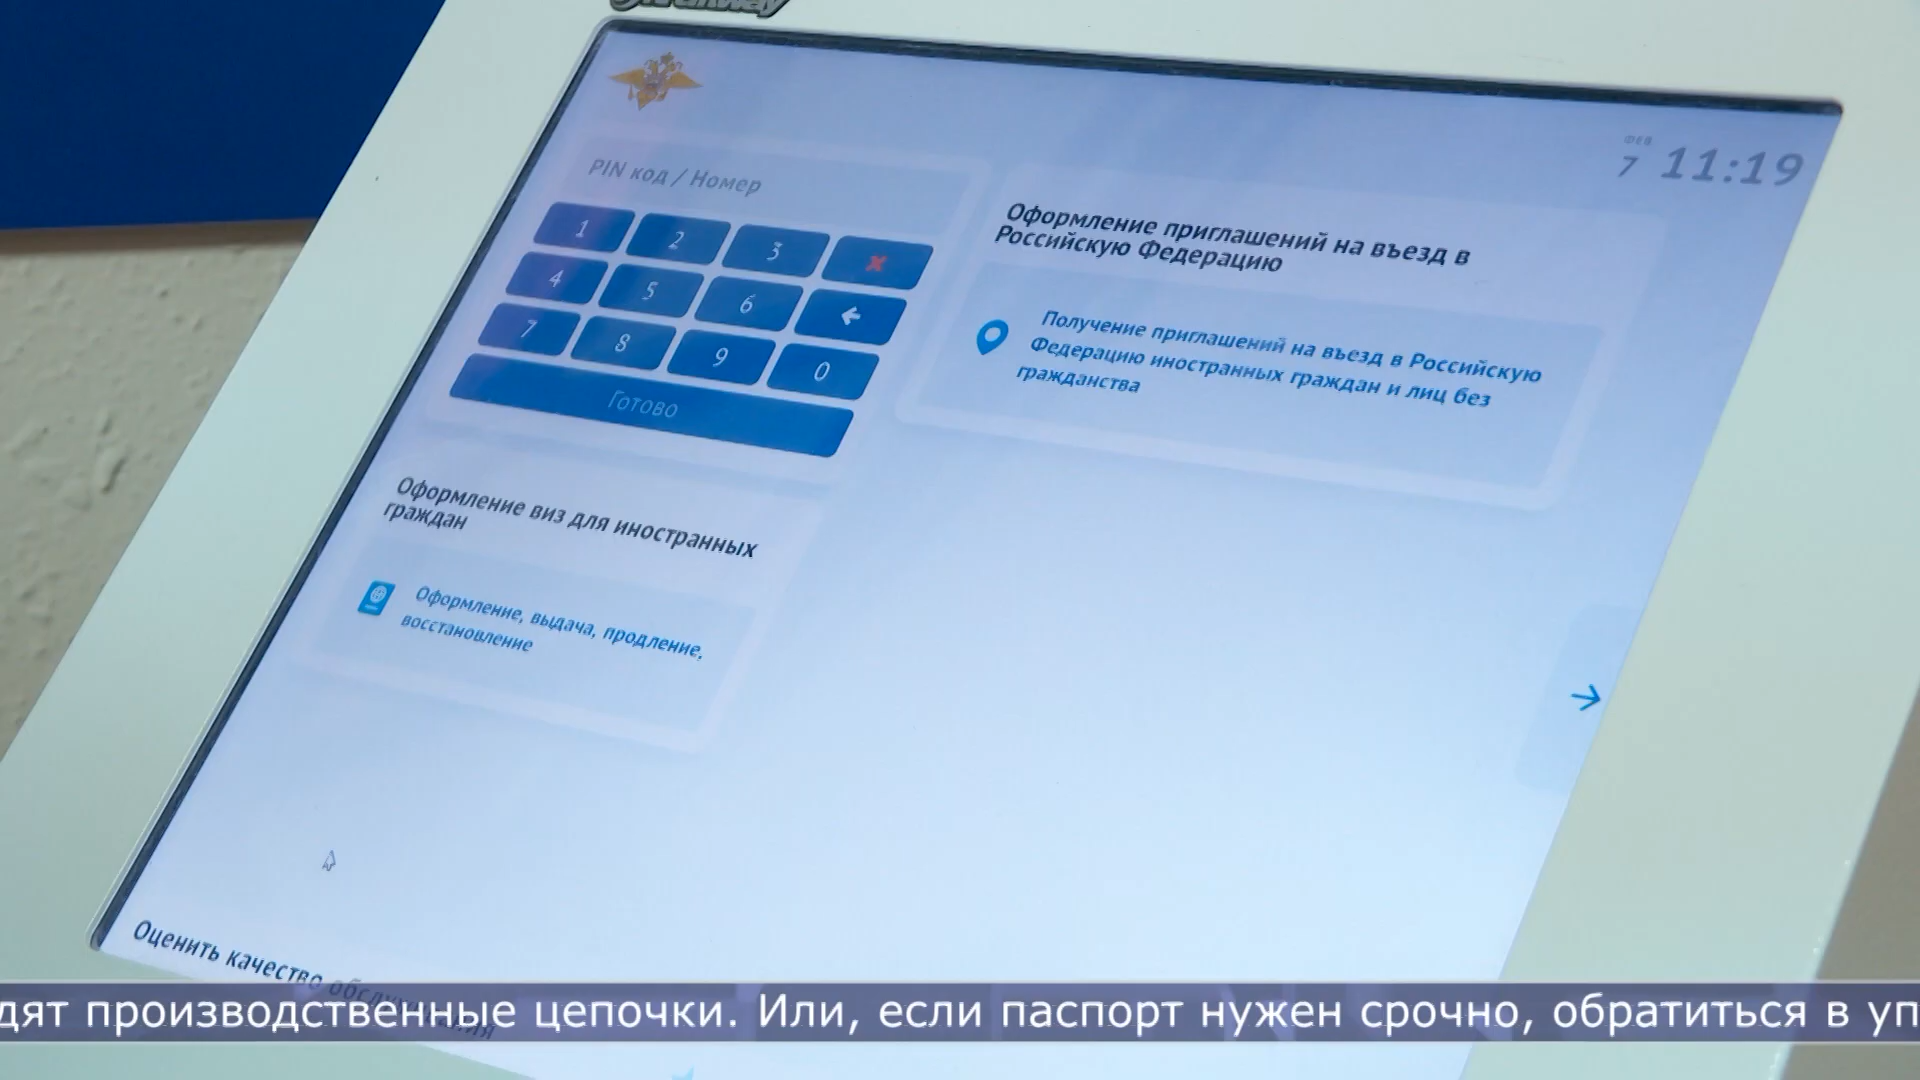 ФЕВ
7 11:19
PIN код / Номер
1 2 3
4 5 6
7 8 9 0
Готово
Оформление приглашений на въезд в
Российскую Федерацию
Получение приглашений на въезд в Российскую
Федерацию иностранных граждан и лиц без
гражданства
Оформление виз для иностранных
граждан
Оформление, выдача, продление,
восстановление
Оценить качество обслуживания
дят производственные цепочки. Или, если паспорт нужен срочно, обратиться в уп